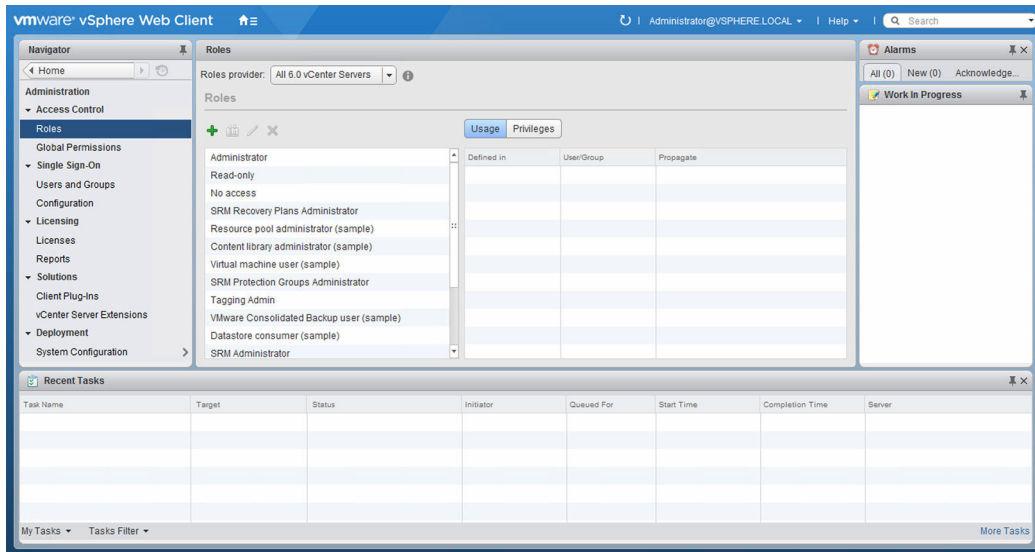 vmware® vSphere Web Client
Administrator@VSPHERE.LOCAL
Help
Search
Navigator
Home
Administration
Access Control
Roles
Global Permissions
Single Sign-On
Users and Groups
Configuration
Licensing
Licenses
Reports
Solutions
Client Plug-Ins
vCenter Server Extensions
Deployment
System Configuration
Roles
Roles provider: All 6.0 vCenter Servers
Roles
Administrator
Read-only
No access
SRM Recovery Plans Administrator
Resource pool administrator (sample)
Content library administrator (sample)
Virtual machine user (sample)
SRM Protection Groups Administrator
Tagging Admin
VMware Consolidated Backup user (sample)
Datastore consumer (sample)
SRM Administrator
Usage Privileges
Defined in User/Group Propagate
Alarms
All (0) New (0) Acknowledge...
Work In Progress
Recent Tasks
Task Name Target Status Initiator Queued For Start Time Completion Time Server
My Tasks Tasks Filter More Tasks